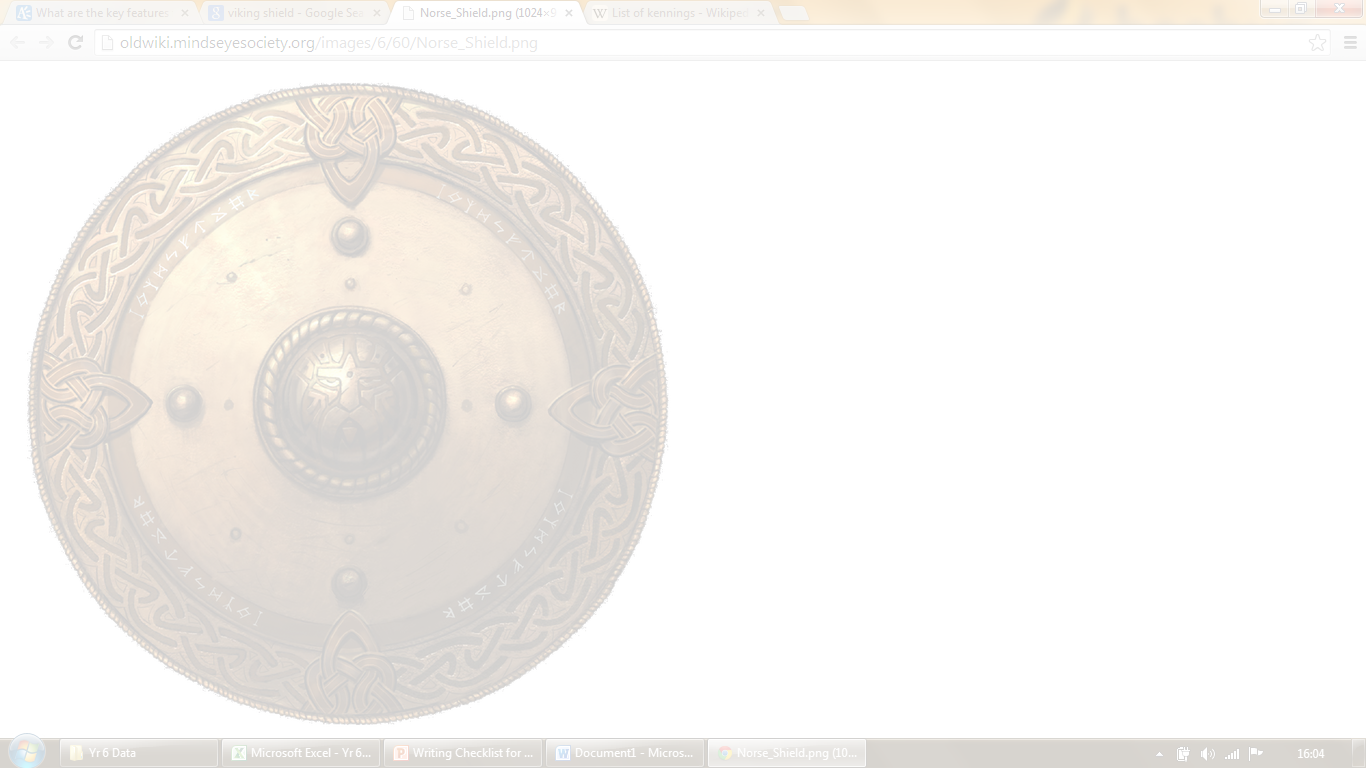 What are the key features
viking shield - Google Sea
Norse_Shield.png (1024×9
List of kennings - Wikiped
oldwiki.mindseyesociety.org/images/6/60/Norse_Shield.png
Yr 6 Data
Microsoft Excel - Yr 6...
Writing Checklist for ...
Document1 - Micros...
Norse_Shield.png (10...
16:04